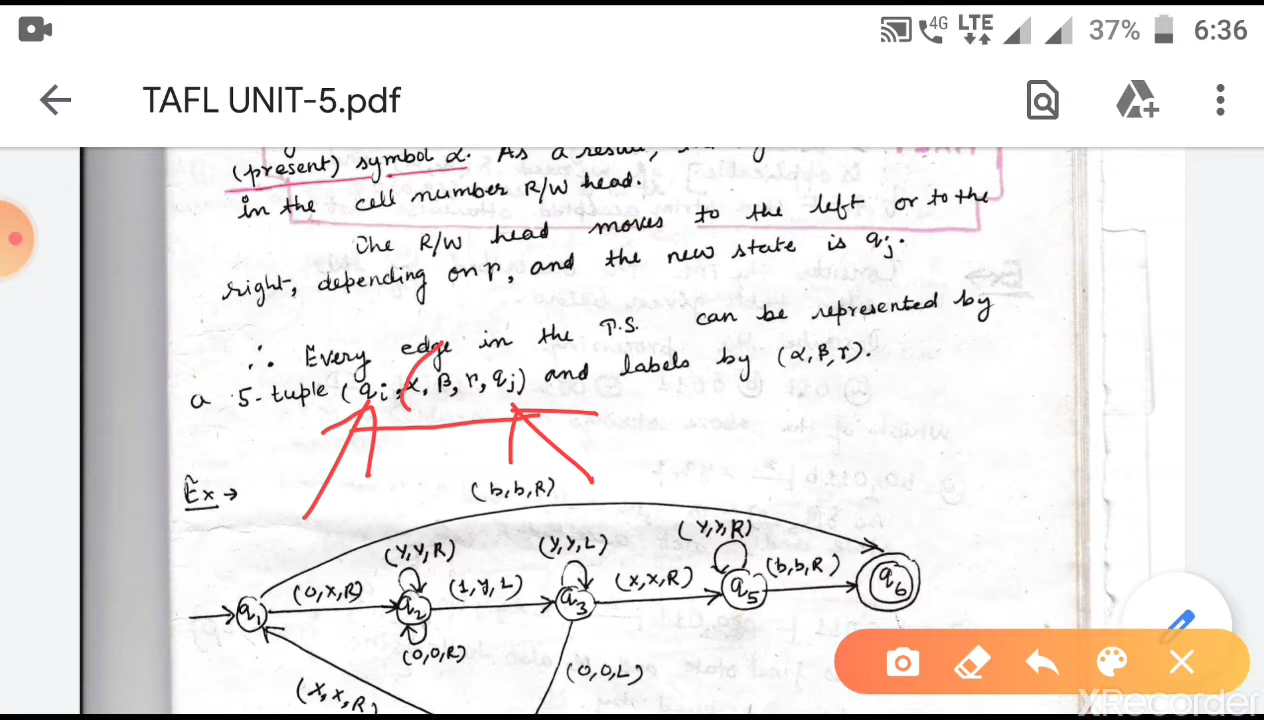 4G LTE 37% 6:36
TAFL UNIT-5.pdf
(present) symbol α. As a result,
in the cell number R/W head.
The R/W head moves to the left or to the
right, depending on r, and the new state is qj.
∴ Every edge in the T.S. can be represented by
a 5-tuple (qi, α, β, r, qj) and labels by (α, β, r).
Ex →
(b,b,R)
(Y,Y,R) (Y,Y,L) (Y,Y,R)
(0,X,R) (1,Y,L) (X,X,R) (b,b,R)
q1 q2 q3 q5 q6
(0,0,R) (0,0,L)
(X,X,R)
XRecorder